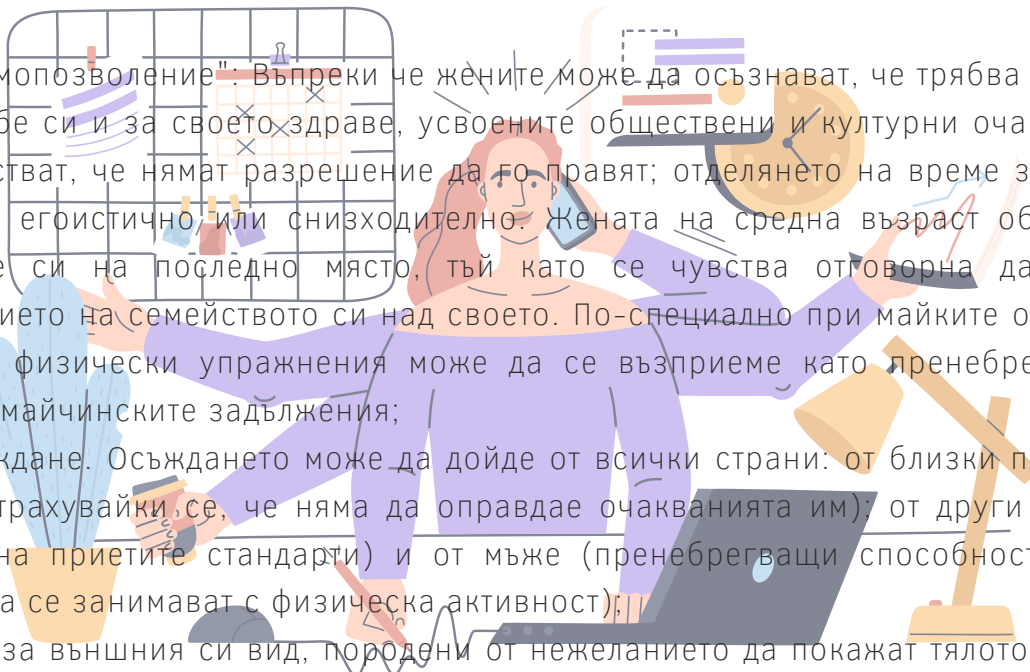 мопозволение": Въпреки че жените може да осъзнават, че трябва
бе си и за своето здраве, усвоените обществени и културни оча
стват, че нямат разрешение да го правят; отделянето на време з
егоистично или снизходително. Жената на средна възраст об
е си на последно място, тъй като се чувства отговорна да
ието на семейството си над своето. По-специално при майките о
физически упражнения може да се възприеме като пренебре
майчинските задължения;
ждане. Осъждането може да дойде от всички страни: от близки п
трахувайки се, че няма да оправдае очакванията им); от други
на приетите стандарти) и от мъже (пренебрегващи способност
а се занимават с физическа активност);
за външния си вид, породени от нежеланието да покажат тялото